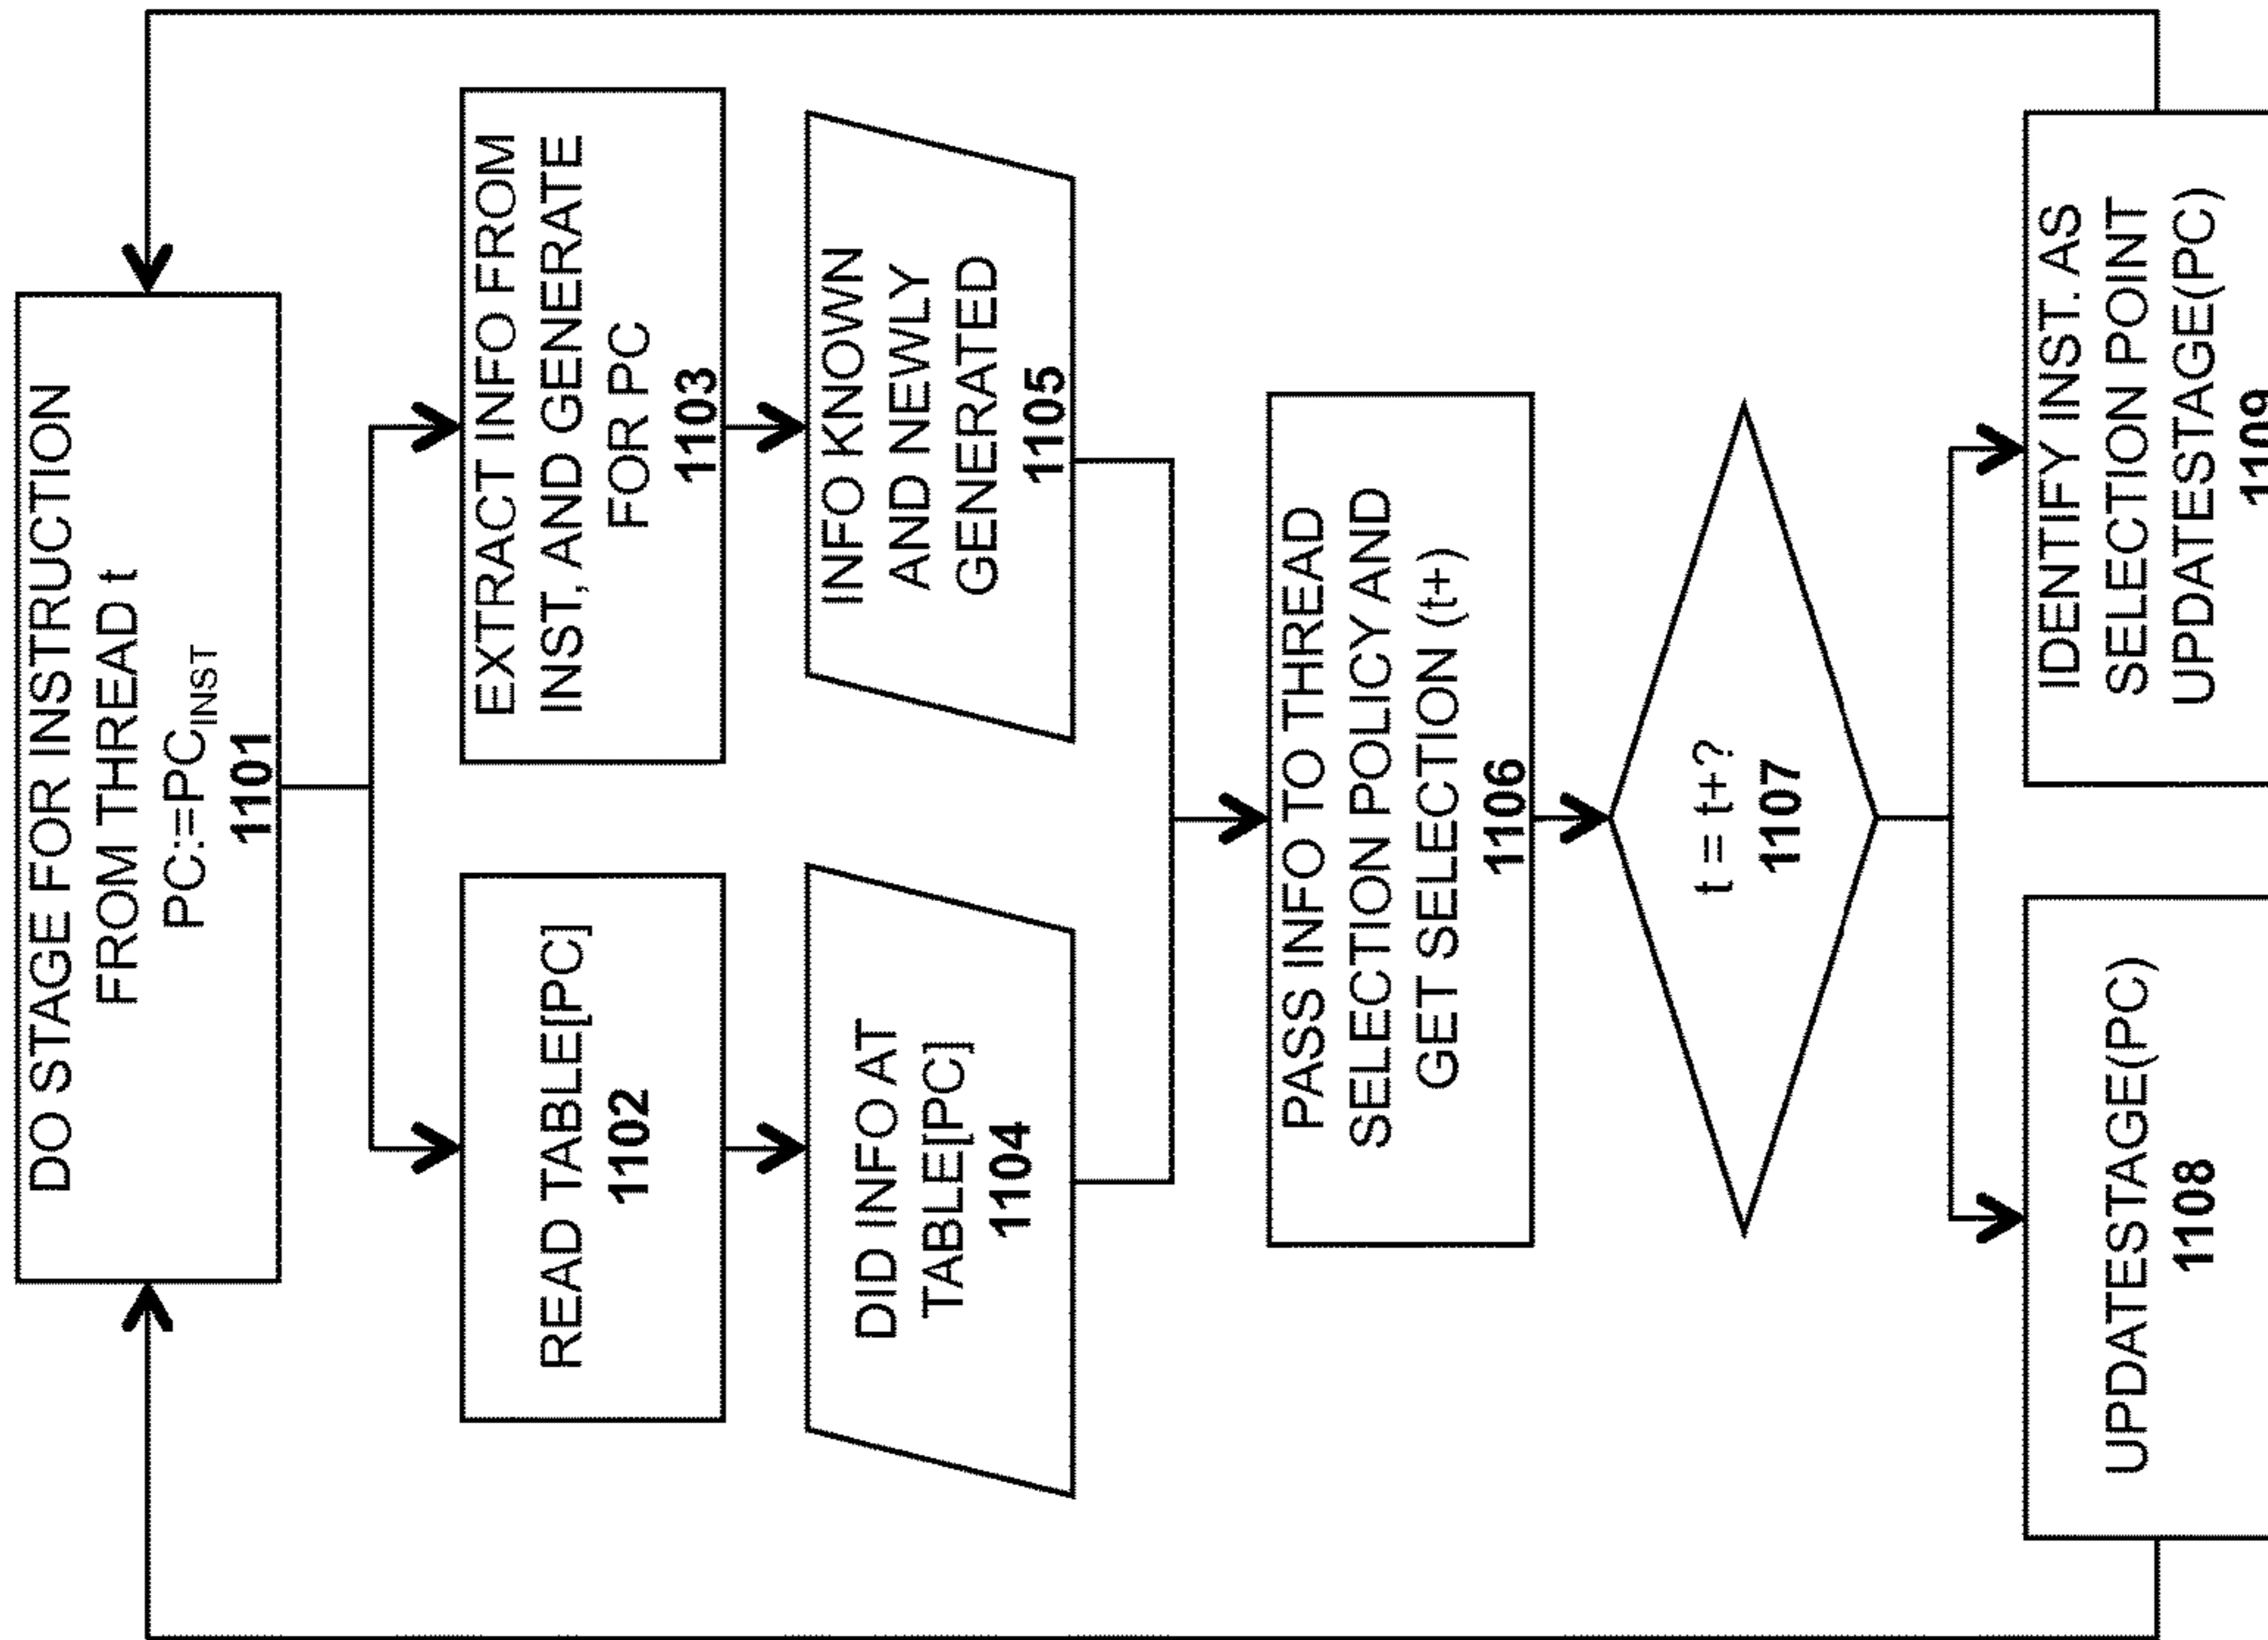 DO STAGE FOR INSTRUCTION
FROM THREAD t
PC:=PC_INST
1101
READ TABLE[PC]
1102
EXTRACT INFO FROM
INST, AND GENERATE
FOR PC
1103
DID INFO AT
TABLE[PC]
1104
INFO KNOWN
AND NEWLY
GENERATED
1105
PASS INFO TO THREAD
SELECTION POLICY AND
GET SELECTION (t+)
1106
t = t+?
1107
UPDATESTAGE(PC)
1108
IDENTIFY INST. AS
SELECTION POINT
UPDATESTAGE(PC)
1109